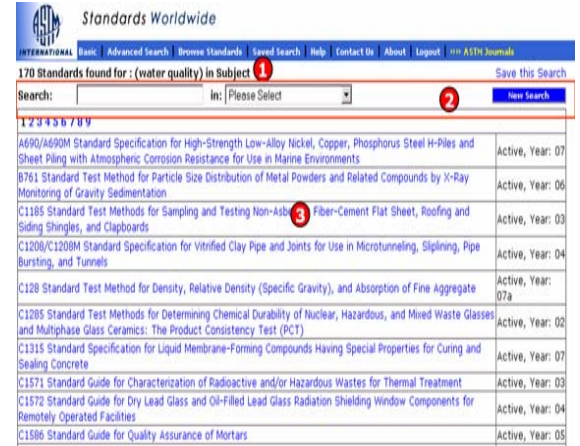 ASTM
INTERNATIONAL
Standards Worldwide
Basic | Advanced Search | Browse Standards | Saved Search | Help | Contact Us | About | Logout | »» ASTM Journals
170 Standards found for : (water quality) in Subject 1
Save this Search
Search: in: Please Select 2 New Search
1 2 3 4 5 6 7 8 9
A690/A690M Standard Specification for High-Strength Low-Alloy Nickel, Copper, Phosphorus Steel H-Piles and
Sheet Piling with Atmospheric Corrosion Resistance for Use in Marine Environments
Active, Year: 07
B761 Standard Test Method for Particle Size Distribution of Metal Powders and Related Compounds by X-Ray
Monitoring of Gravity Sedimentation
Active, Year: 06
C1185 Standard Test Methods for Sampling and Testing Non-Asb 3 Fiber-Cement Flat Sheet, Roofing and
Siding Shingles, and Clapboards
Active, Year: 03
C1208/C1208M Standard Specification for Vitrified Clay Pipe and Joints for Use in Microtunneling, Sliplining, Pipe
Bursting, and Tunnels
Active, Year: 04
C128 Standard Test Method for Density, Relative Density (Specific Gravity), and Absorption of Fine Aggregate
Active, Year:
07a
C1285 Standard Test Methods for Determining Chemical Durability of Nuclear, Hazardous, and Mixed Waste Glasses
and Multiphase Glass Ceramics: The Product Consistency Test (PCT)
Active, Year: 02
C1315 Standard Specification for Liquid Membrane-Forming Compounds Having Special Properties for Curing and
Sealing Concrete
Active, Year: 07
C1571 Standard Guide for Characterization of Radioactive and/or Hazardous Wastes for Thermal Treatment
Active, Year: 03
C1572 Standard Guide for Dry Lead Glass and Oil-Filled Lead Glass Radiation Shielding Window Components for
Remotely Operated Facilities
Active, Year: 04
C1586 Standard Guide for Quality Assurance of Mortars
Active, Year: 05